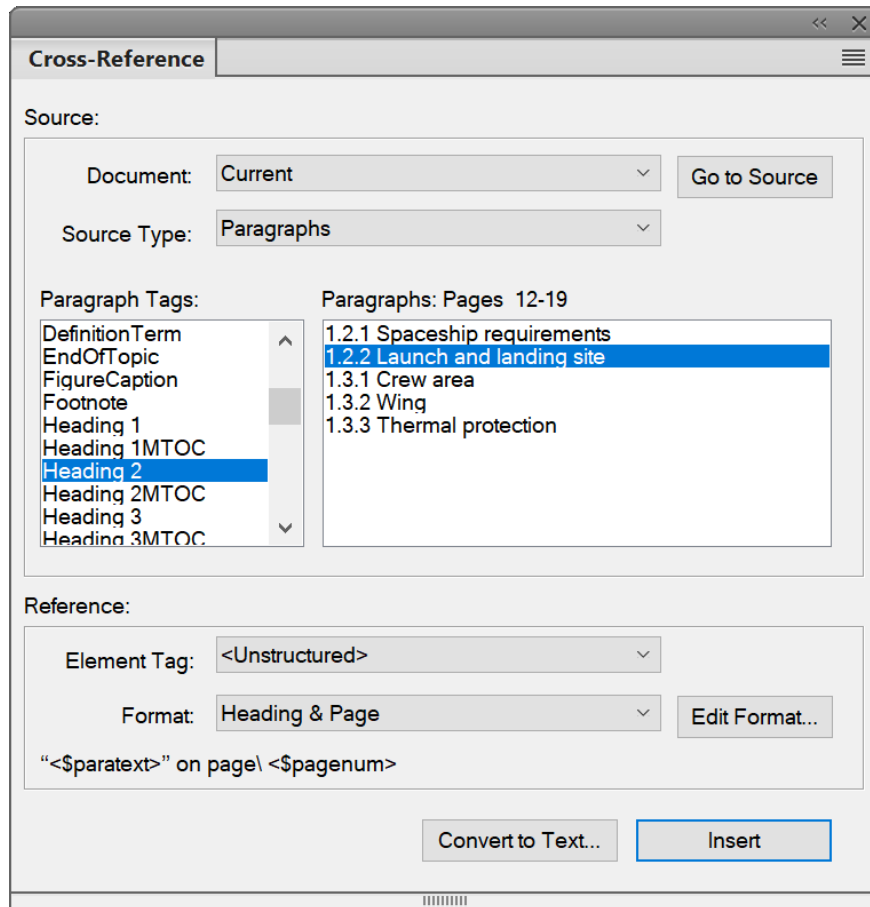 Cross-Reference
Source:
Document: Current Go to Source
Source Type: Paragraphs
Paragraph Tags: Paragraphs: Pages 12-19
DefinitionTerm
EndOfTopic
FigureCaption
Footnote
Heading 1
Heading 1MTOC
Heading 2
Heading 2MTOC
Heading 3
Heading 3MTOC
1.2.1 Spaceship requirements
1.2.2 Launch and landing site
1.3.1 Crew area
1.3.2 Wing
1.3.3 Thermal protection
Reference:
Element Tag: <Unstructured>
Format: Heading & Page Edit Format...
“<$paratext>” on page\ <$pagenum>
Convert to Text... Insert